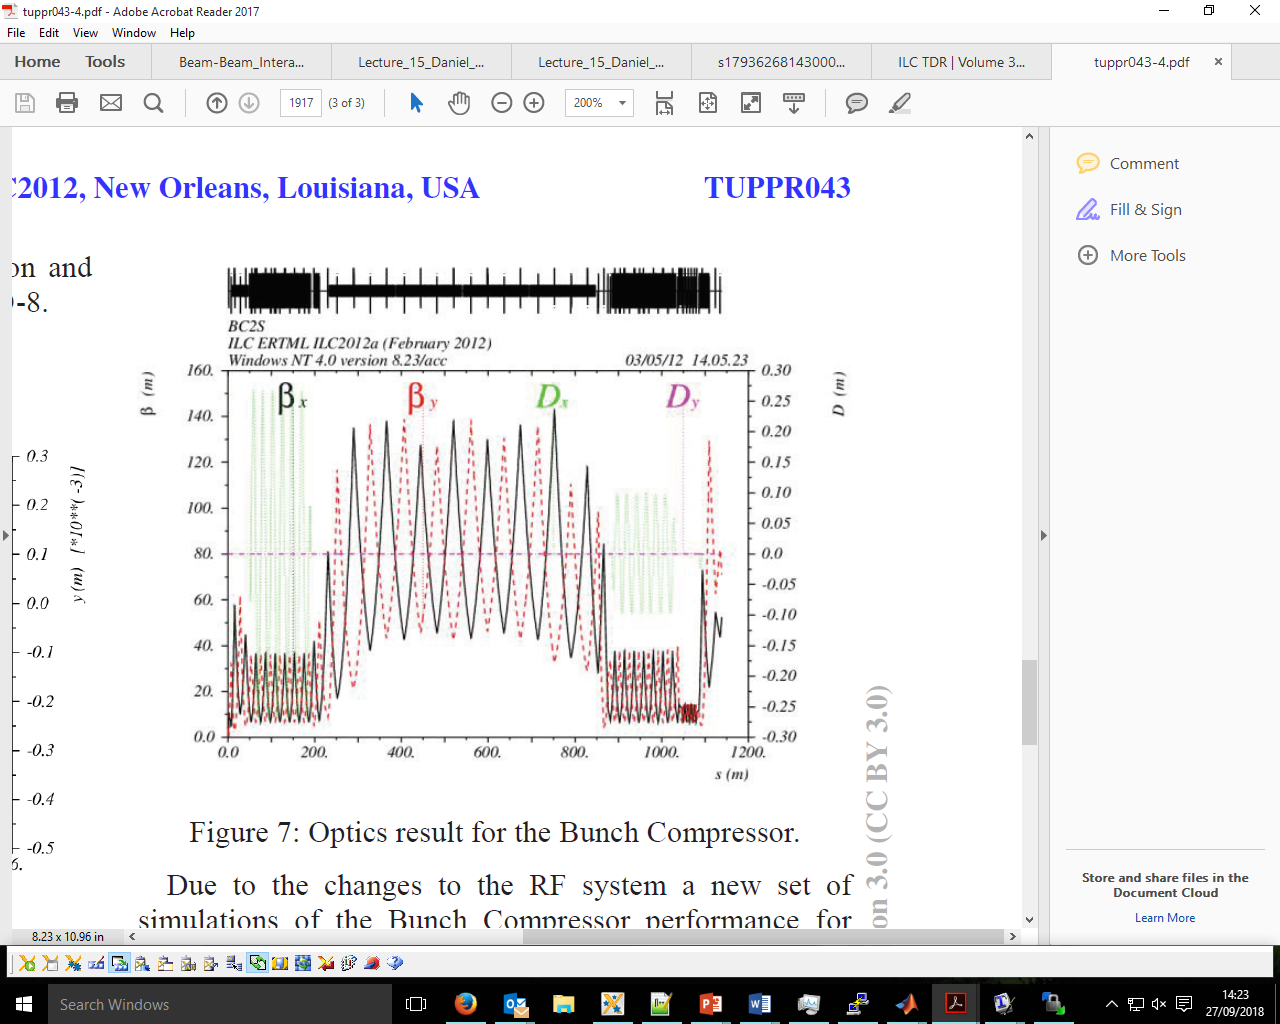 tuppr043-4.pdf - Adobe Acrobat Reader 2017
File Edit View Window Help
Home Tools Beam-Beam_Intera... Lecture_15_Daniel_... Lecture_15_Daniel_... s17936268143000... ILC TDR | Volume 3... tuppr043-4.pdf ×
1917 (3 of 3) 200%
C2012, New Orleans, Louisiana, USA TUPPR043
on and
-8.
Comment
Fill & Sign
More Tools
BC2S
ILC ERTML ILC2012a (February 2012)
Windows NT 4.0 version 8.23/acc 03/05/12 14.05.23
β (m)
D (m)
βx βy Dx Dy
160.
140.
120.
100.
80.
60.
40.
20.
0.0
0.30
0.25
0.20
0.15
0.10
0.05
0.0
-0.05
-0.10
-0.15
-0.20
-0.25
-0.30
0.0 200. 400. 600. 800. 1000. 1200.
s (m)
0.3
0.2
0.1
0.0
-0.1
-0.2
-0.3
-0.4
-0.5
6.
y (m) [*10**( -3)]
Figure 7: Optics result for the Bunch Compressor.
Due to the changes to the RF system a new set of
simulations of the Bunch Compressor performance for
on 3.0 (CC BY 3.0)
Store and share files in the
Document Cloud
Learn More
8.23 x 10.96 in
Search Windows
14:23
27/09/2018